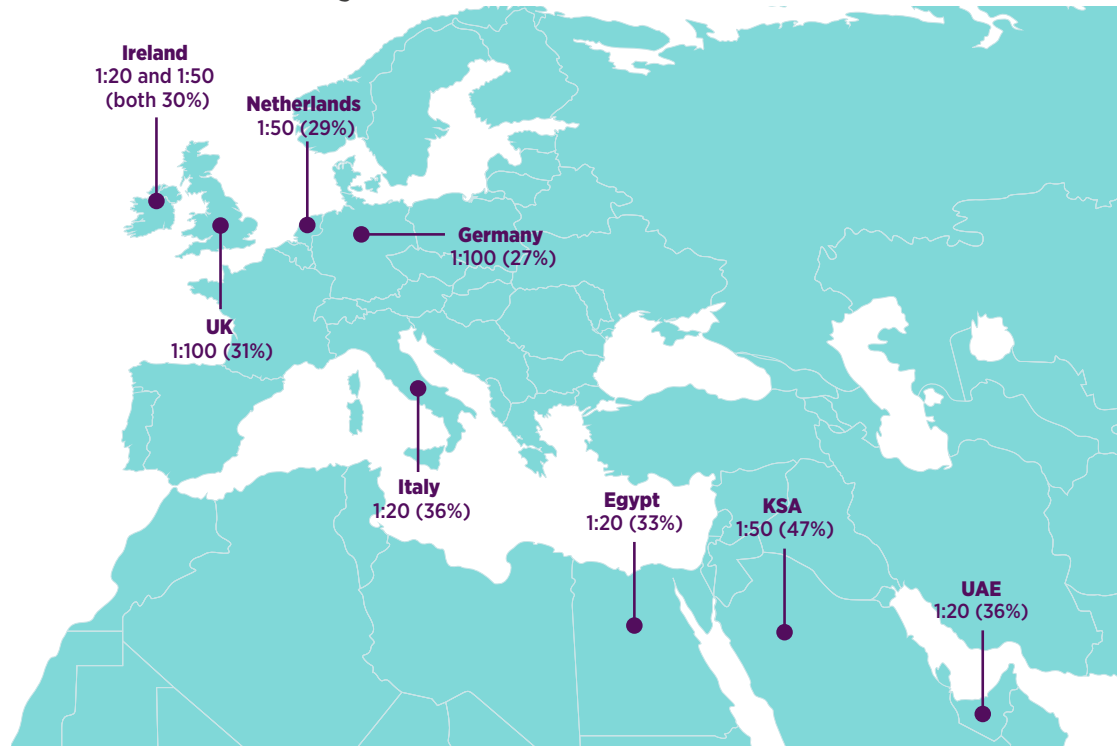 Ireland
1:20 and 1:50
(both 30%)
Netherlands
1:50 (29%)
Germany
1:100 (27%)
UK
1:100 (31%)
Italy
1:20 (36%)
Egypt
1:20 (33%)
KSA
1:50 (47%)
UAE
1:20 (36%)